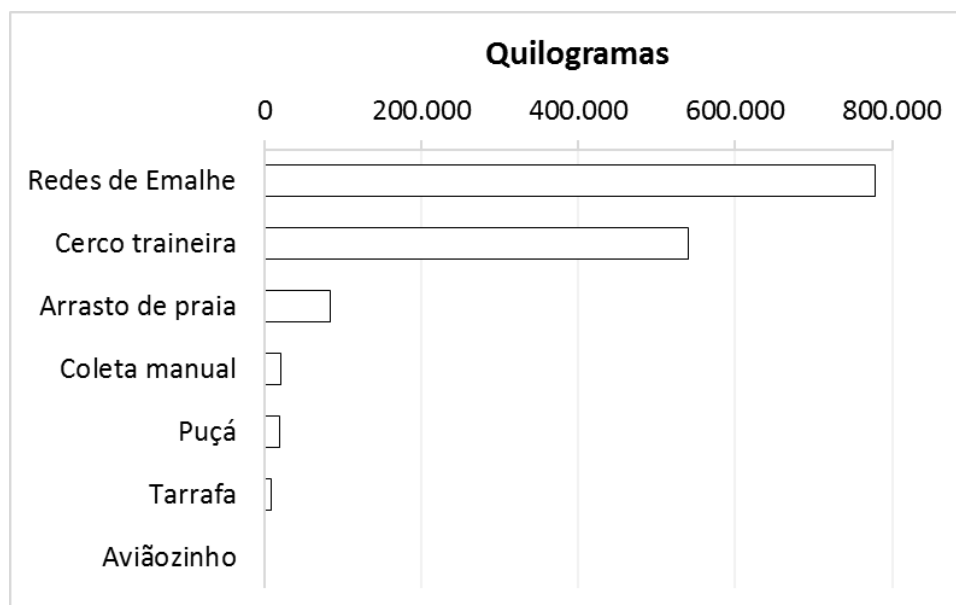 Quilogramas
0 200.000 400.000 600.000 800.000
Redes de Emalhe
Cerco traineira
Arrasto de praia
Coleta manual
Puçá
Tarrafa
Aviãozinho